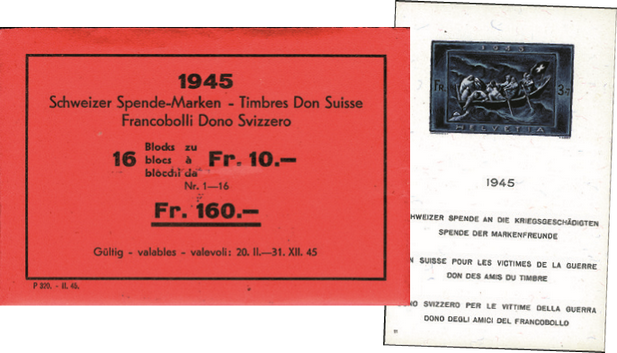 1945
Schweizer Spende-Marken - Timbres Don Suisse
Francobolli Dono Svizzero
16 Blocks zu
blocs à
blocchi da
Fr. 10.—
Nr. 1—16
Fr. 160.—
Gültig - valables - valevoli: 20. II.—31. XII. 45
P 320. - II. 45.
1945
Fr. 3.-
HELVETIA
1945
CHWEIZER SPENDE AN DIE KRIEGSGESCHÄDIGTEN
SPENDE DER MARKENFREUNDE
N SUISSE POUR LES VICTIMES DE LA GUERRE
DON DES AMIS DU TIMBRE
ONO SVIZZERO PER LE VITTIME DELLA GUERRA
DONO DEGLI AMICI DEL FRANCOBOLLO